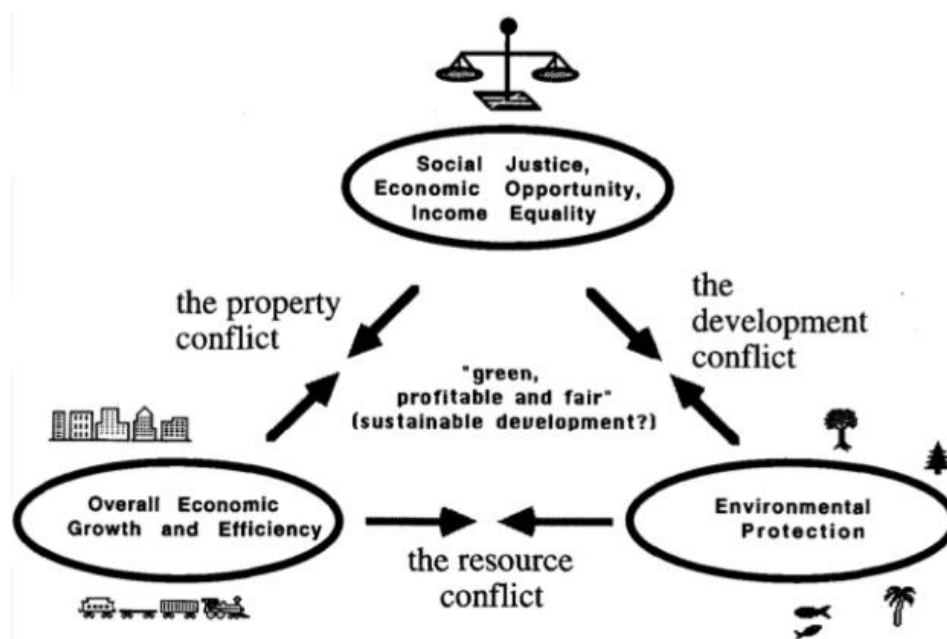 Social Justice,
Economic Opportunity,
Income Equality
the property
conflict
the
development
conflict
"green,
profitable and fair"
(sustainable development?)
Overall Economic
Growth and Efficiency
Environmental
Protection
the resource
conflict